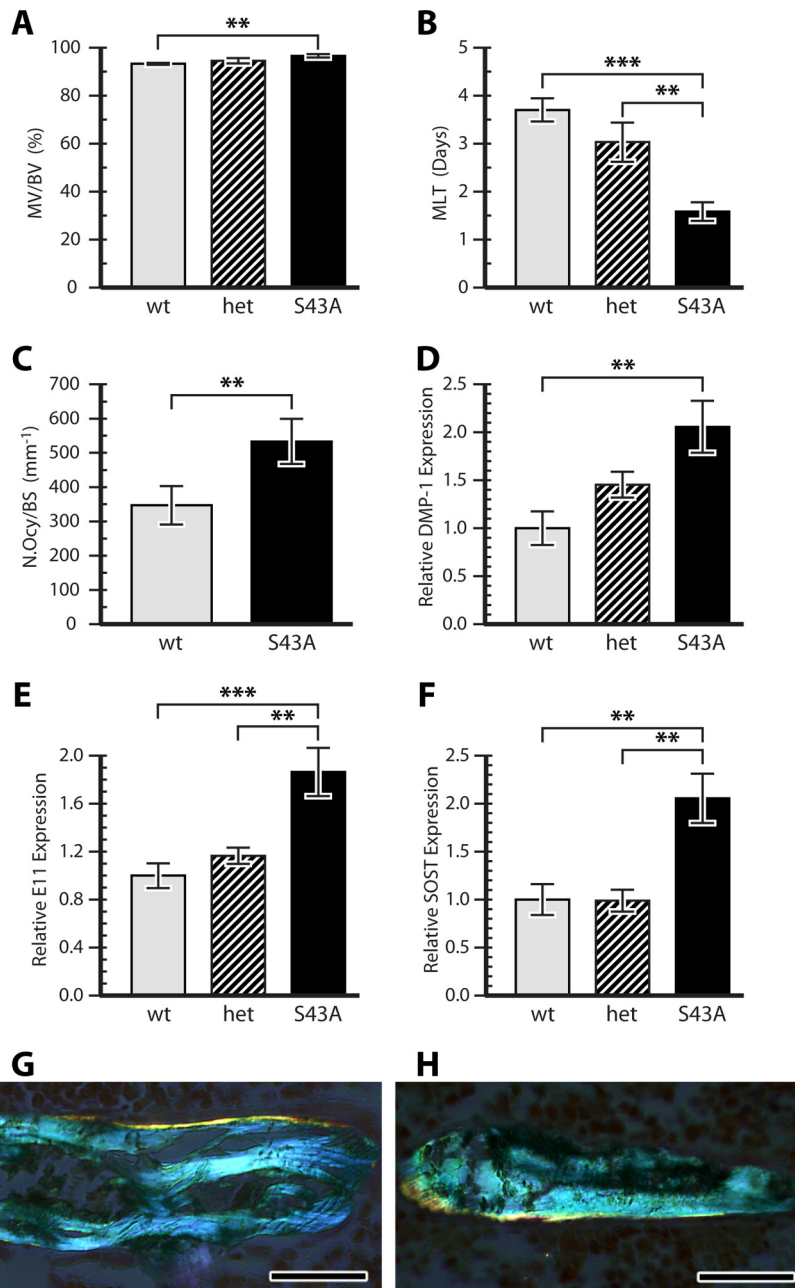 A
**
100
80
60
40
20
0
MV/BV (%)
wt het S43A
B
***
**
5
4
3
2
1
0
MLT (Days)
wt het S43A
C
**
700
600
500
400
300
200
100
0
N.Ocy/BS (mm⁻¹)
wt S43A
D
**
2.5
2.0
1.5
1.0
0.5
0.0
Relative DMP-1 Expression
wt het S43A
E
***
**
2.0
1.6
1.2
0.8
0.4
0.0
Relative E11 Expression
wt het S43A
F
**
**
2.5
2.0
1.5
1.0
0.5
0.0
Relative SOST Expression
wt het S43A
G
H